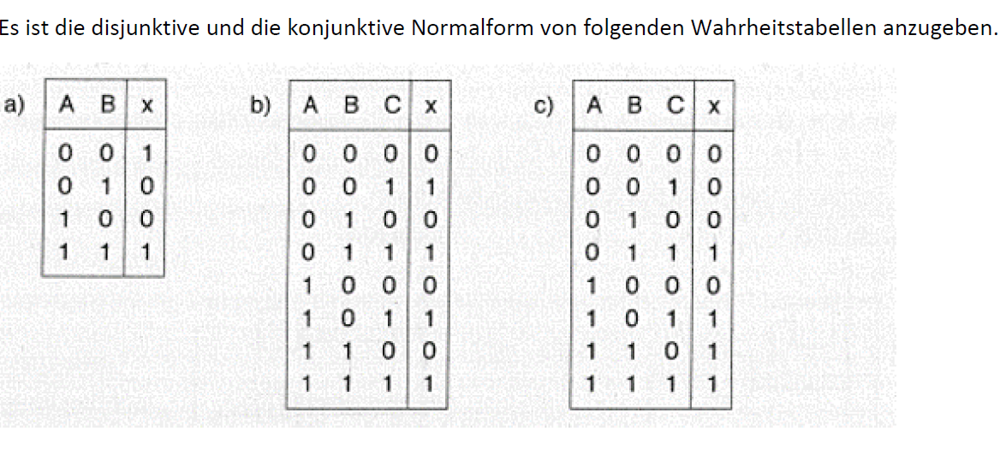 Es ist die disjunktive und die konjunktive Normalform von folgenden Wahrheitstabellen anzugeben.
a)
A B x
0 0 1
0 1 0
1 0 0
1 1 1
b)
A B C x
0 0 0 0
0 0 1 1
0 1 0 0
0 1 1 1
1 0 0 0
1 0 1 1
1 1 0 0
1 1 1 1
c)
A B C x
0 0 0 0
0 0 1 0
0 1 0 0
0 1 1 1
1 0 0 0
1 0 1 1
1 1 0 1
1 1 1 1